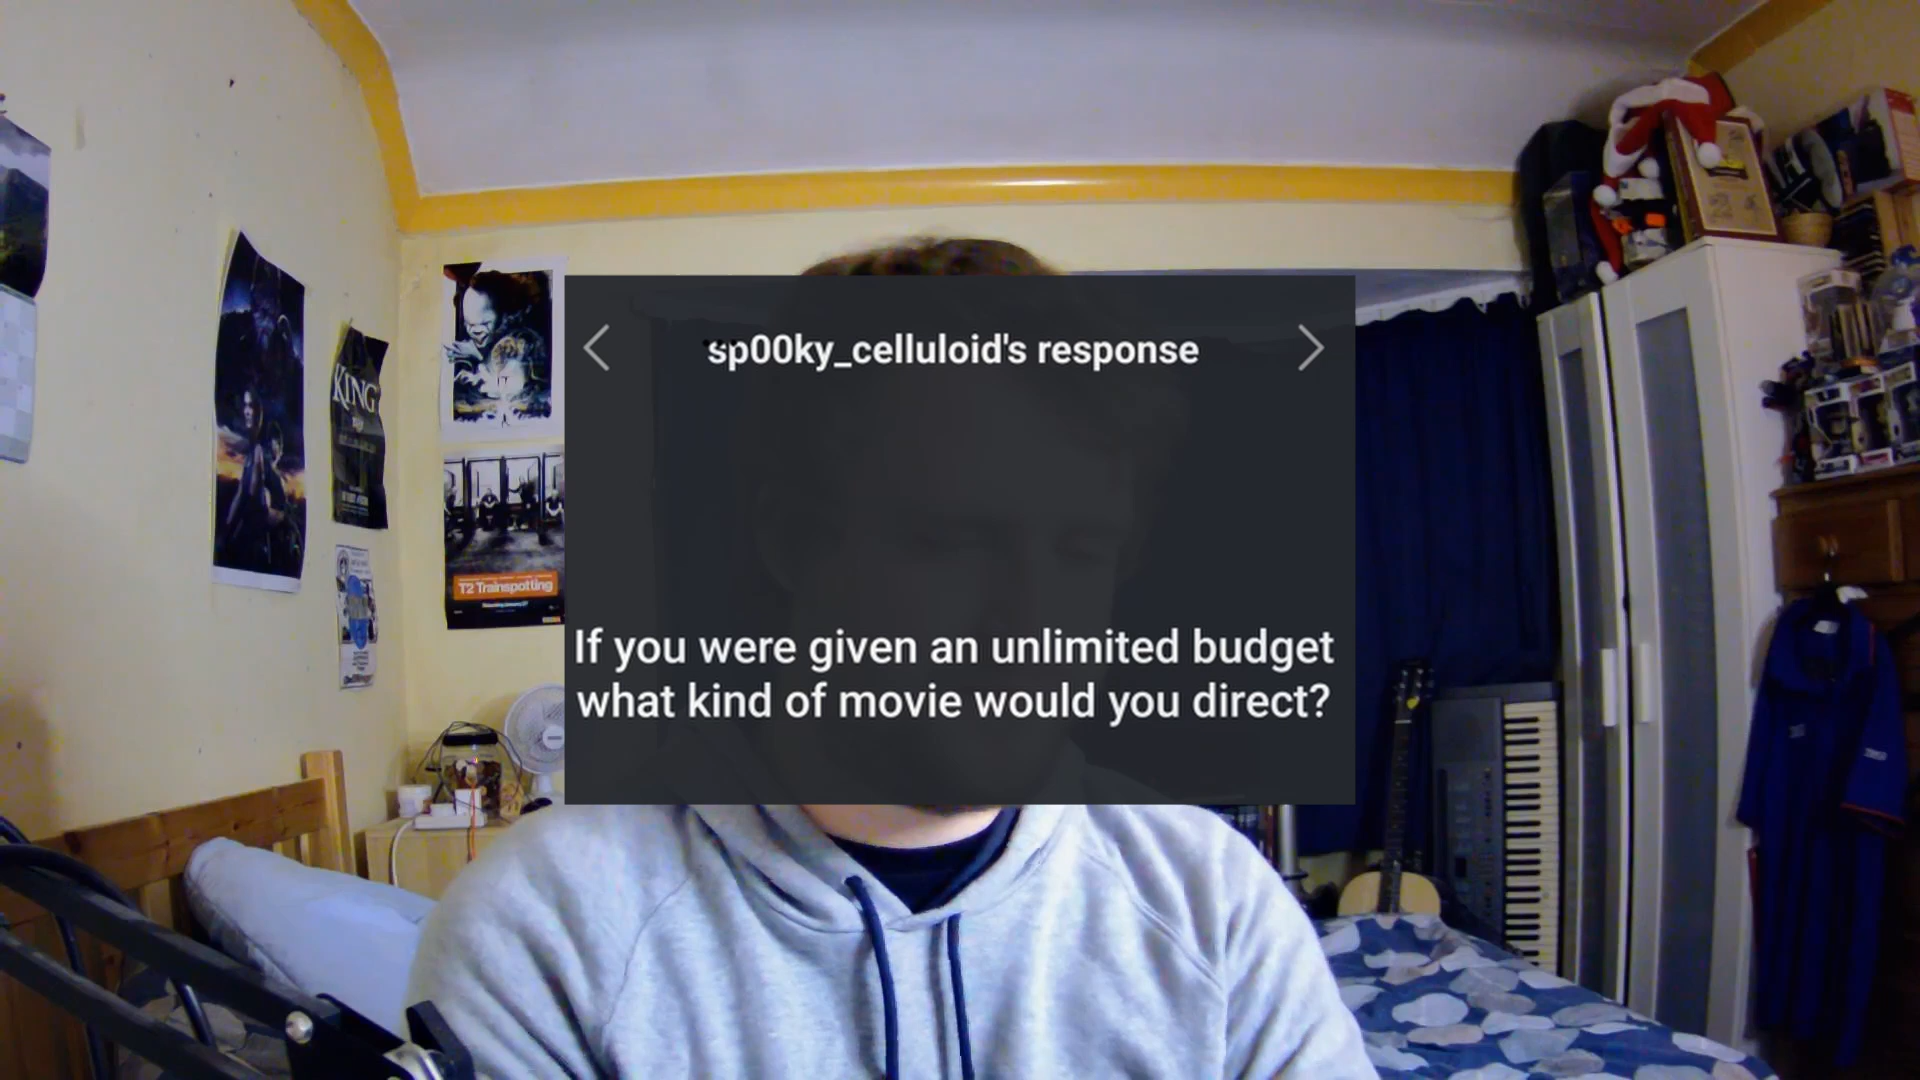 sp00ky_celluloid's response
If you were given an unlimited budget
what kind of movie would you direct?
KING
IT
T2 Trainspotting